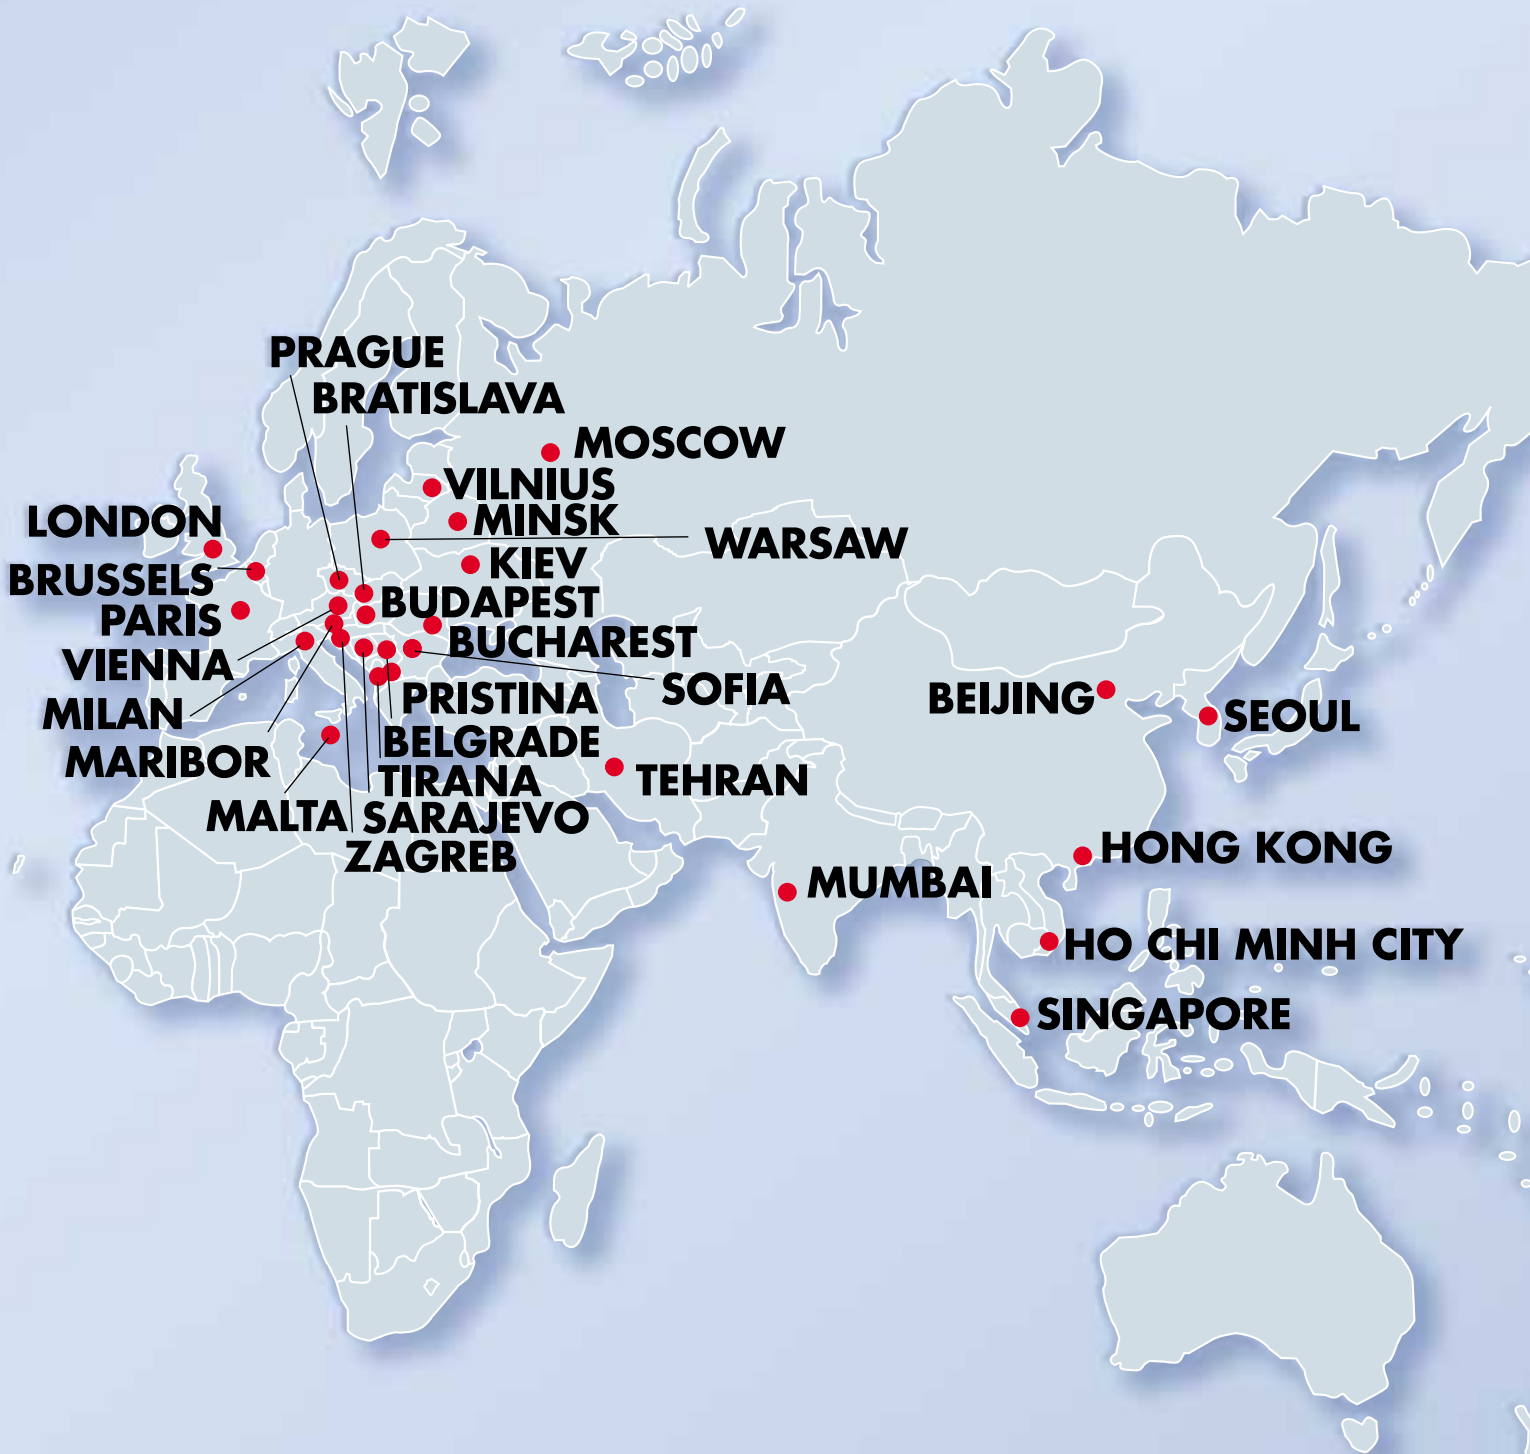 PRAGUE
BRATISLAVA
MOSCOW
VILNIUS
MINSK
LONDON
WARSAW
KIEV
BRUSSELS
BUDAPEST
PARIS
BUCHAREST
VIENNA
SOFIA
PRISTINA
BEIJING
MILAN
SEOUL
BELGRADE
MARIBOR
TIRANA
TEHRAN
MALTA
SARAJEVO
HONG KONG
ZAGREB
MUMBAI
HO CHI MINH CITY
SINGAPORE